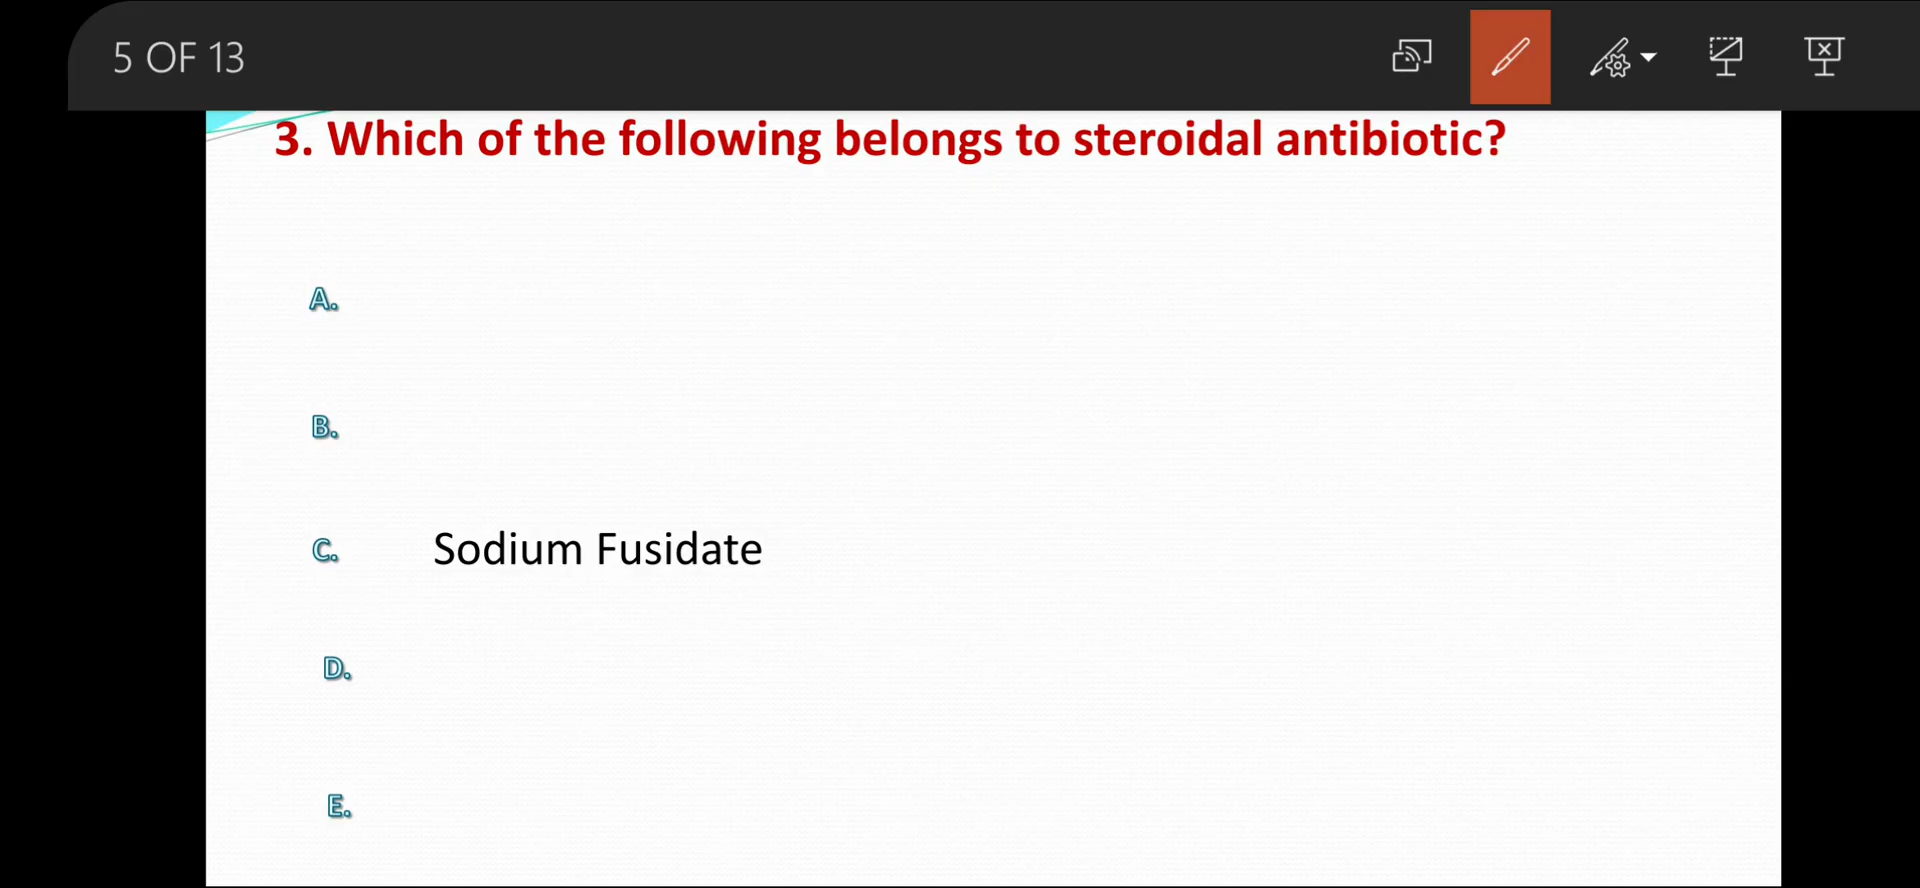 5 OF 13
3. Which of the following belongs to steroidal antibiotic?
A.
B.
C. Sodium Fusidate
D.
E.